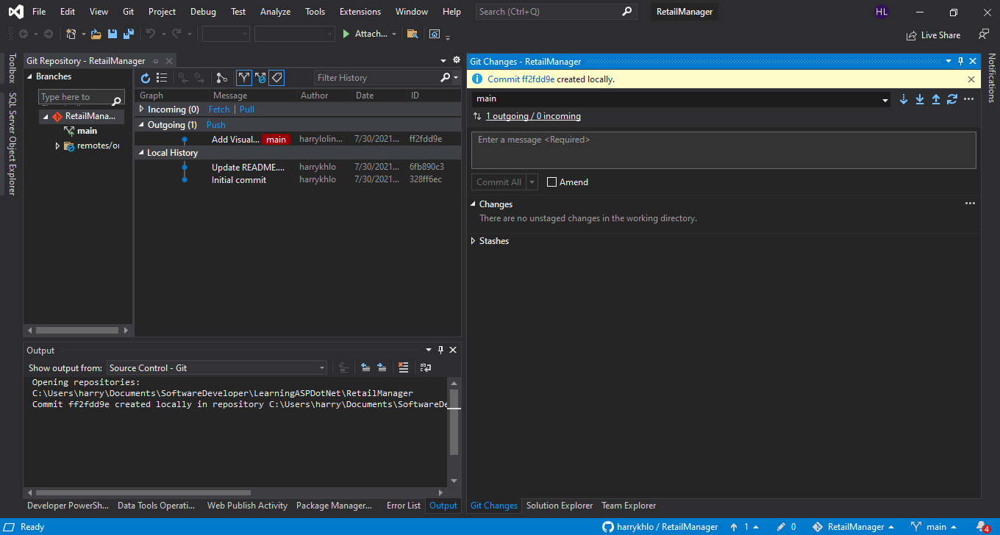 File Edit View Git Project Debug Test Analyze Tools Extensions Window Help Search (Ctrl+Q) RetailManager HL
Attach... Live Share
Toolbox
SQL Server Object Explorer
Git Repository - RetailManager
Branches
Type here to
RetailMana...
main
remotes/or
Filter History
Graph Message Author Date ID
Incoming (0) Fetch | Pull
Outgoing (1) Push
Add Visual... main harrylolin... 7/30/2021... ff2fdd9e
Local History
Update README.... harrykhlo 7/30/2021... 6fb890c3
Initial commit harrykhlo 7/30/2021... 328ff6ec
Output
Show output from: Source Control - Git
Opening repositories:
C:\Users\harry\Documents\SoftwareDeveloper\LearningASPDotNet\RetailManager
Commit ff2fdd9e created locally in repository C:\Users\harry\Documents\SoftwareDe
Developer PowerSh... Data Tools Operati... Web Publish Activity Package Manager... Error List Output
Git Changes - RetailManager
Commit ff2fdd9e created locally.
main
1 outgoing / 0 incoming
Enter a message <Required>
Commit All Amend
Changes
There are no unstaged changes in the working directory.
Stashes
Git Changes Solution Explorer Team Explorer
Notifications
Ready harrykhlo / RetailManager 1 0 RetailManager main 4